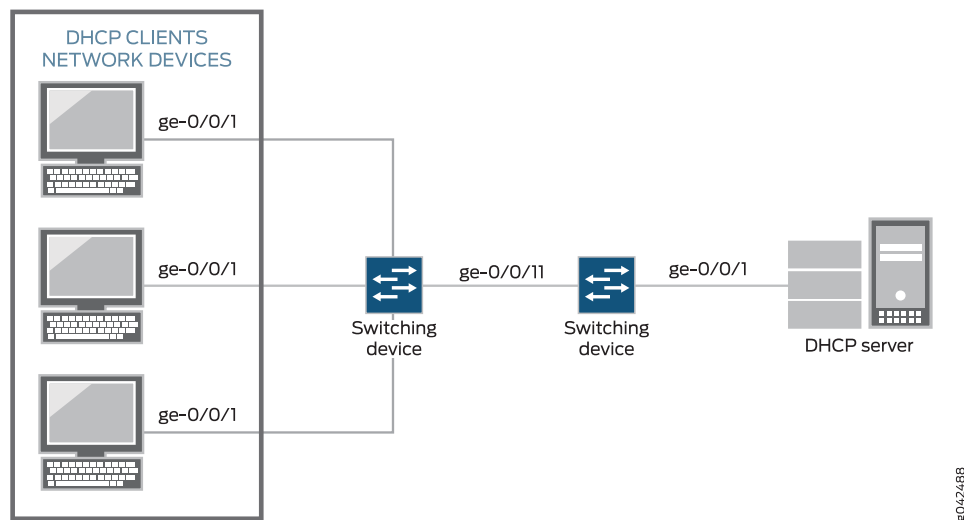 DHCP CLIENTS
NETWORK DEVICES
ge-0/0/1
ge-0/0/1
ge-0/0/11
ge-0/0/1
Switching
device
Switching
device
DHCP server
ge-0/0/1
g042488